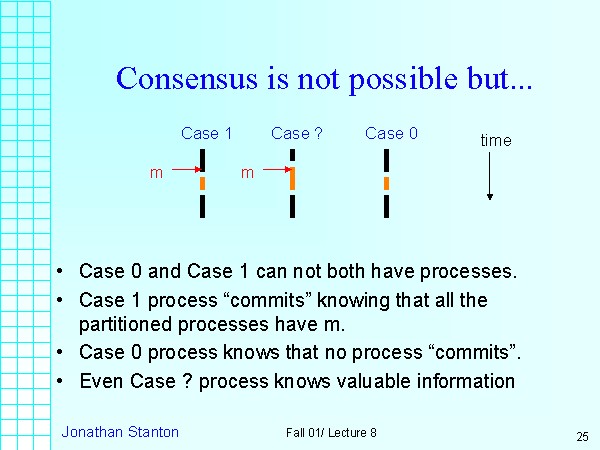 Consensus is not possible but...
Case 1 Case ? Case 0 time
m m
• Case 0 and Case 1 can not both have processes.
• Case 1 process “commits” knowing that all the
partitioned processes have m.
• Case 0 process knows that no process “commits”.
• Even Case ? process knows valuable information
Jonathan Stanton Fall 01/ Lecture 8 25